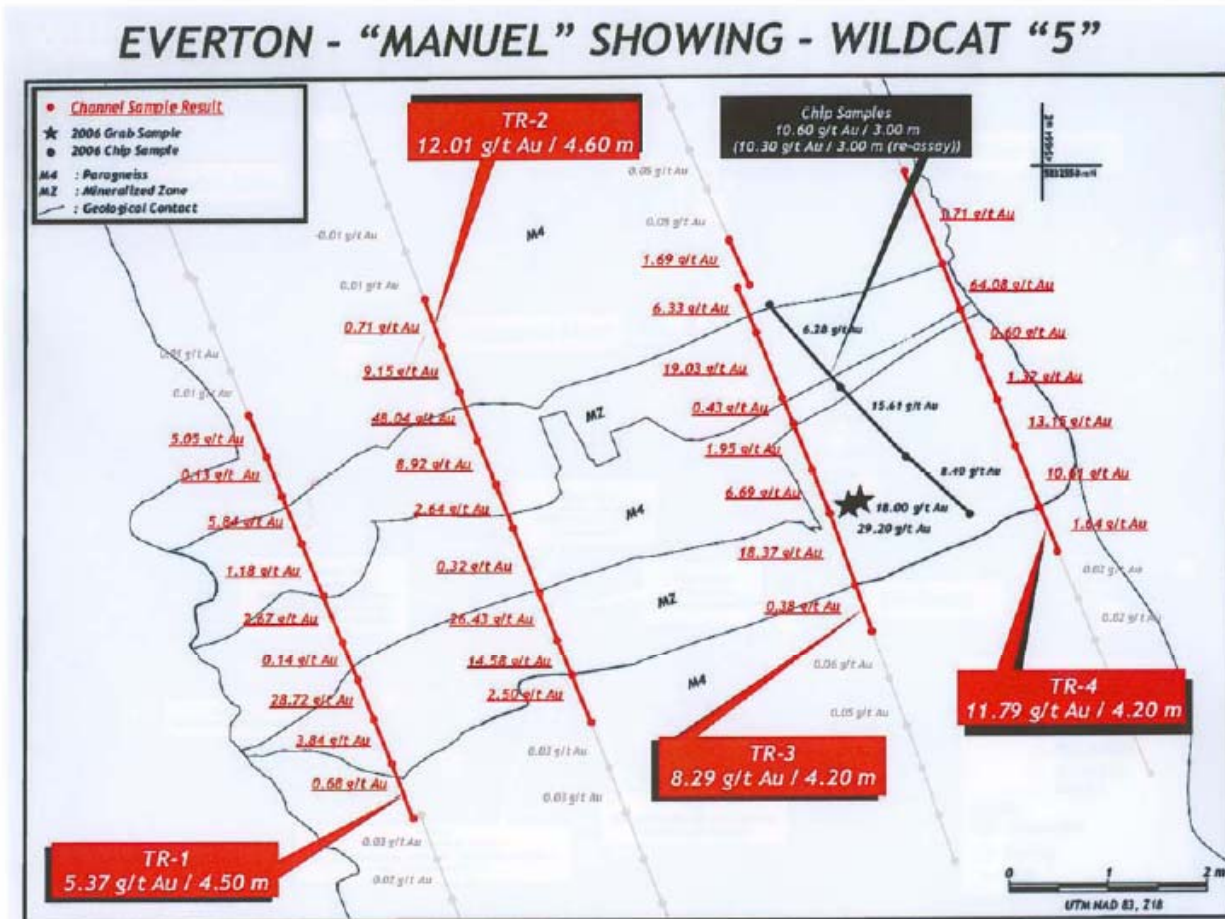 EVERTON - “MANUEL” SHOWING - WILDCAT “5”
Channel Sample Result
2006 Grab Sample
2006 Chip Sample
M4 : Paragneiss
MZ : Mineralized Zone
: Geological Contact
TR-2
12.01 g/t Au / 4.60 m
Chip Samples
10.60 g/t Au / 3.00 m
(10.30 g/t Au / 3.00 m (re-assay))
0.05 g/t Au
0.05 g/t Au
-0.01 g/t Au
0.01 g/t Au
0.01 g/t Au
M4
0.71 g/t Au
9.15 g/t Au
48.04 g/t Au
8.92 g/t Au
2.64 g/t Au
0.32 g/t Au
26.43 g/t Au
14.58 g/t Au
2.50 g/t Au
0.03 g/t Au
5.05 g/t Au
0.13 g/t Au
5.84 g/t Au
1.18 g/t Au
2.67 g/t Au
0.14 g/t Au
28.72 g/t Au
3.84 g/t Au
0.68 g/t Au
0.03 g/t Au
0.02 g/t Au
1.69 g/t Au
6.33 g/t Au
19.03 g/t Au
0.43 g/t Au
1.95 g/t Au
6.69 g/t Au
18.37 g/t Au
0.38 g/t Au
0.06 g/t Au
0.05 g/t Au
6.28 g/t Au
15.61 g/t Au
g/t Au
18.00 g/t Au
29.20 g/t Au
0.71 g/t Au
64.08 g/t Au
0.60 g/t Au
1.32 g/t Au
13.15 g/t Au
10.61 g/t Au
1.64 g/t Au
0.02 g/t Au
0.02 g/t Au
MZ
M4
MZ
M4
TR-4
11.79 g/t Au / 4.20 m
TR-3
8.29 g/t Au / 4.20 m
TR-1
5.37 g/t Au / 4.50 m
0 1 2 m
UTM NAD 83, Z18